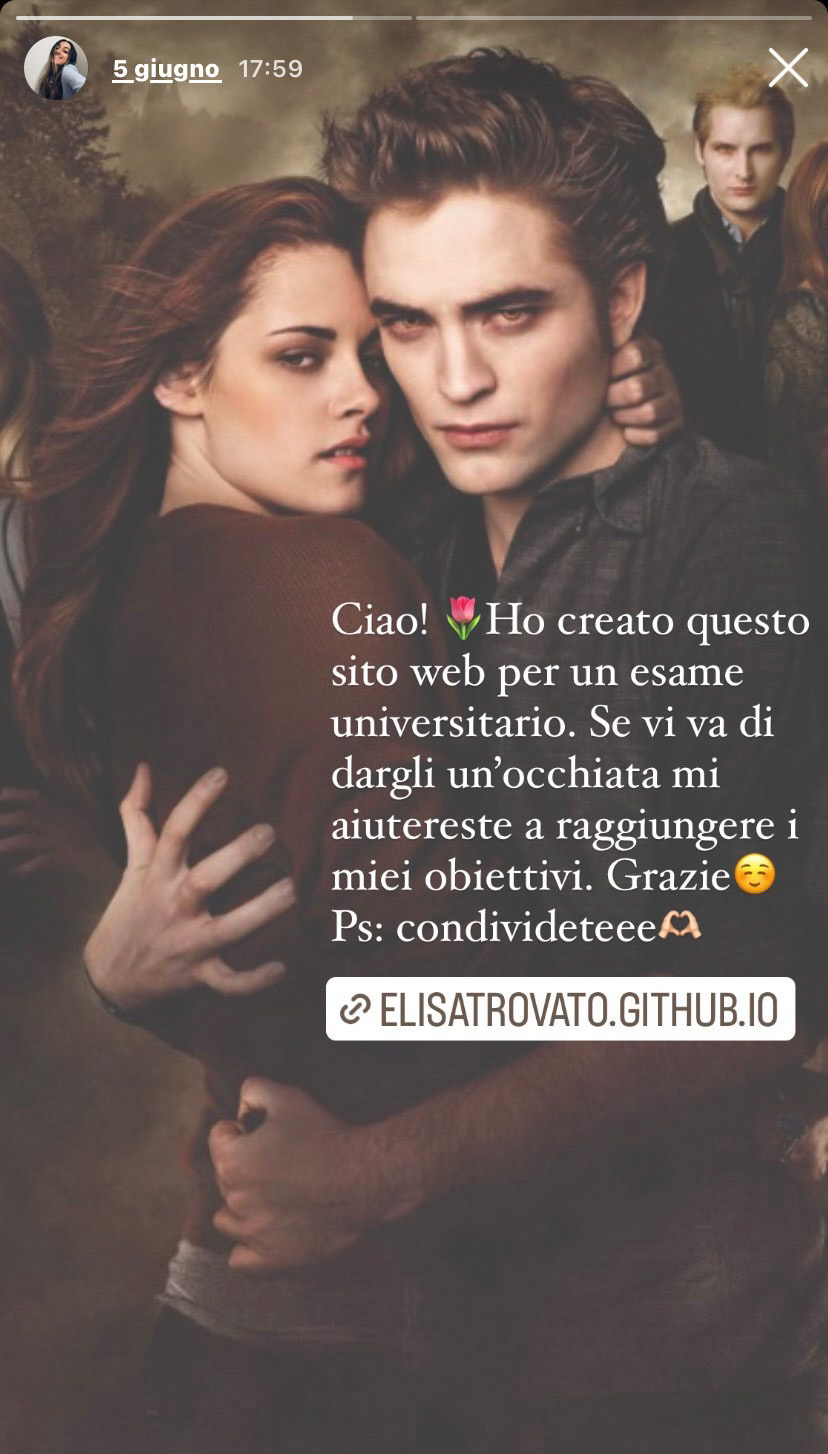 5 giugno 17:59
Ciao! 🌷Ho creato questo
sito web per un esame
universitario. Se vi va di
dargli un’occhiata mi
aiutereste a raggiungere i
miei obiettivi. Grazie☺️
Ps: condivideteee🫶🏻
ELISATROVATO.GITHUB.IO